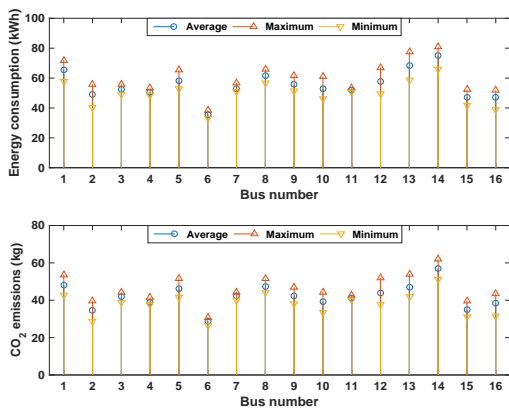 Energy consumption (kWh)
100
80
60
40
20
0
Average Maximum Minimum
1 2 3 4 5 6 7 8 9 10 11 12 13 14 15 16
Bus number
CO2 emissions (kg)
80
60
40
20
0
Average Maximum Minimum
1 2 3 4 5 6 7 8 9 10 11 12 13 14 15 16
Bus number